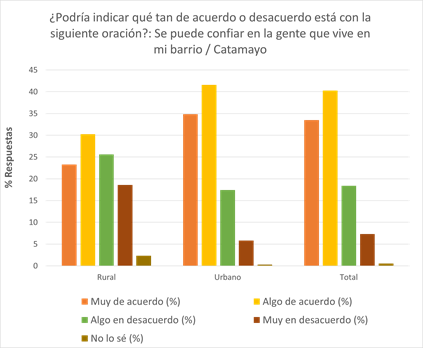 ¿Podría indicar qué tan de acuerdo o desacuerdo está con la
siguiente oración?: Se puede confiar en la gente que vive en
mi barrio / Catamayo
45
40
35
30
25
20
15
10
5
0
% Respuestas
Rural
Urbano
Total
Muy de acuerdo (%)
Algo de acuerdo (%)
Algo en desacuerdo (%)
Muy en desacuerdo (%)
No lo sé (%)